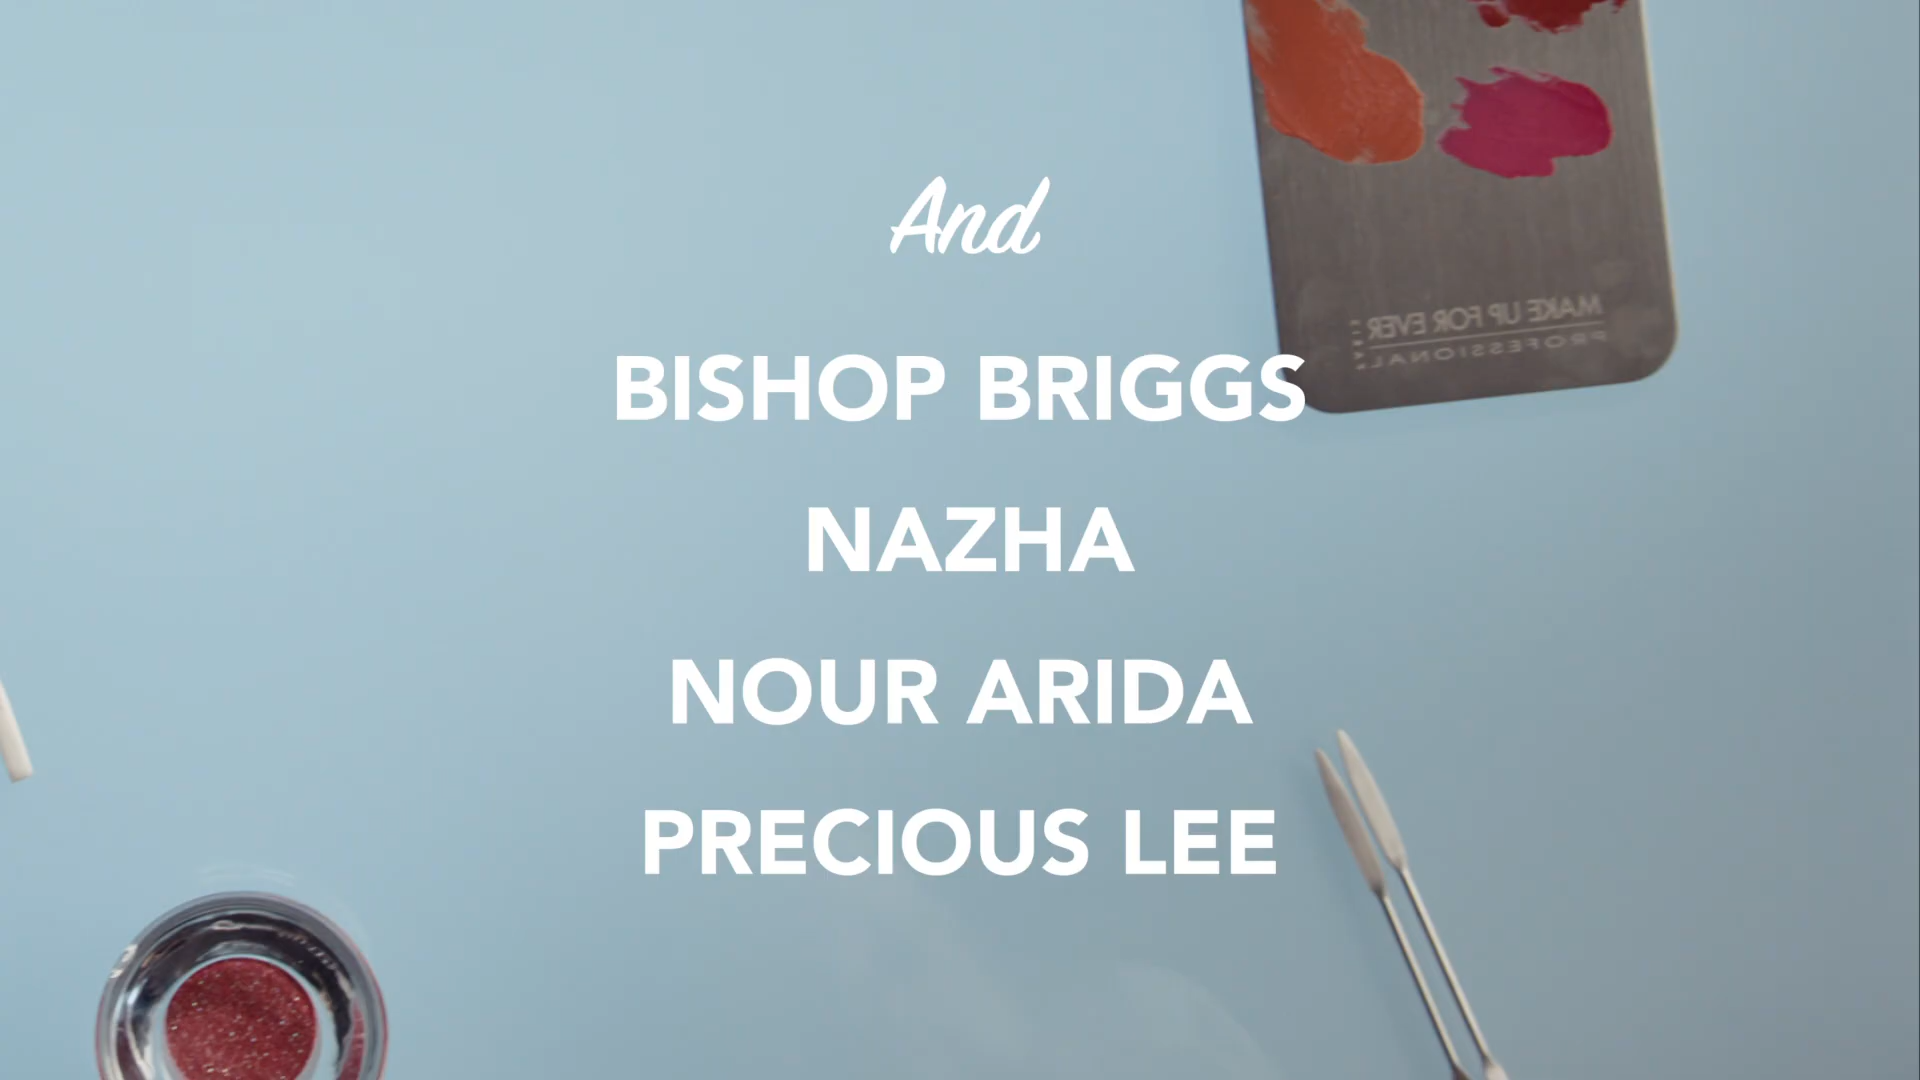 And
BISHOP BRIGGS
NAZHA
NOUR ARIDA
PRECIOUS LEE
MAKE UP FOR EVER
PROFESSIONAL